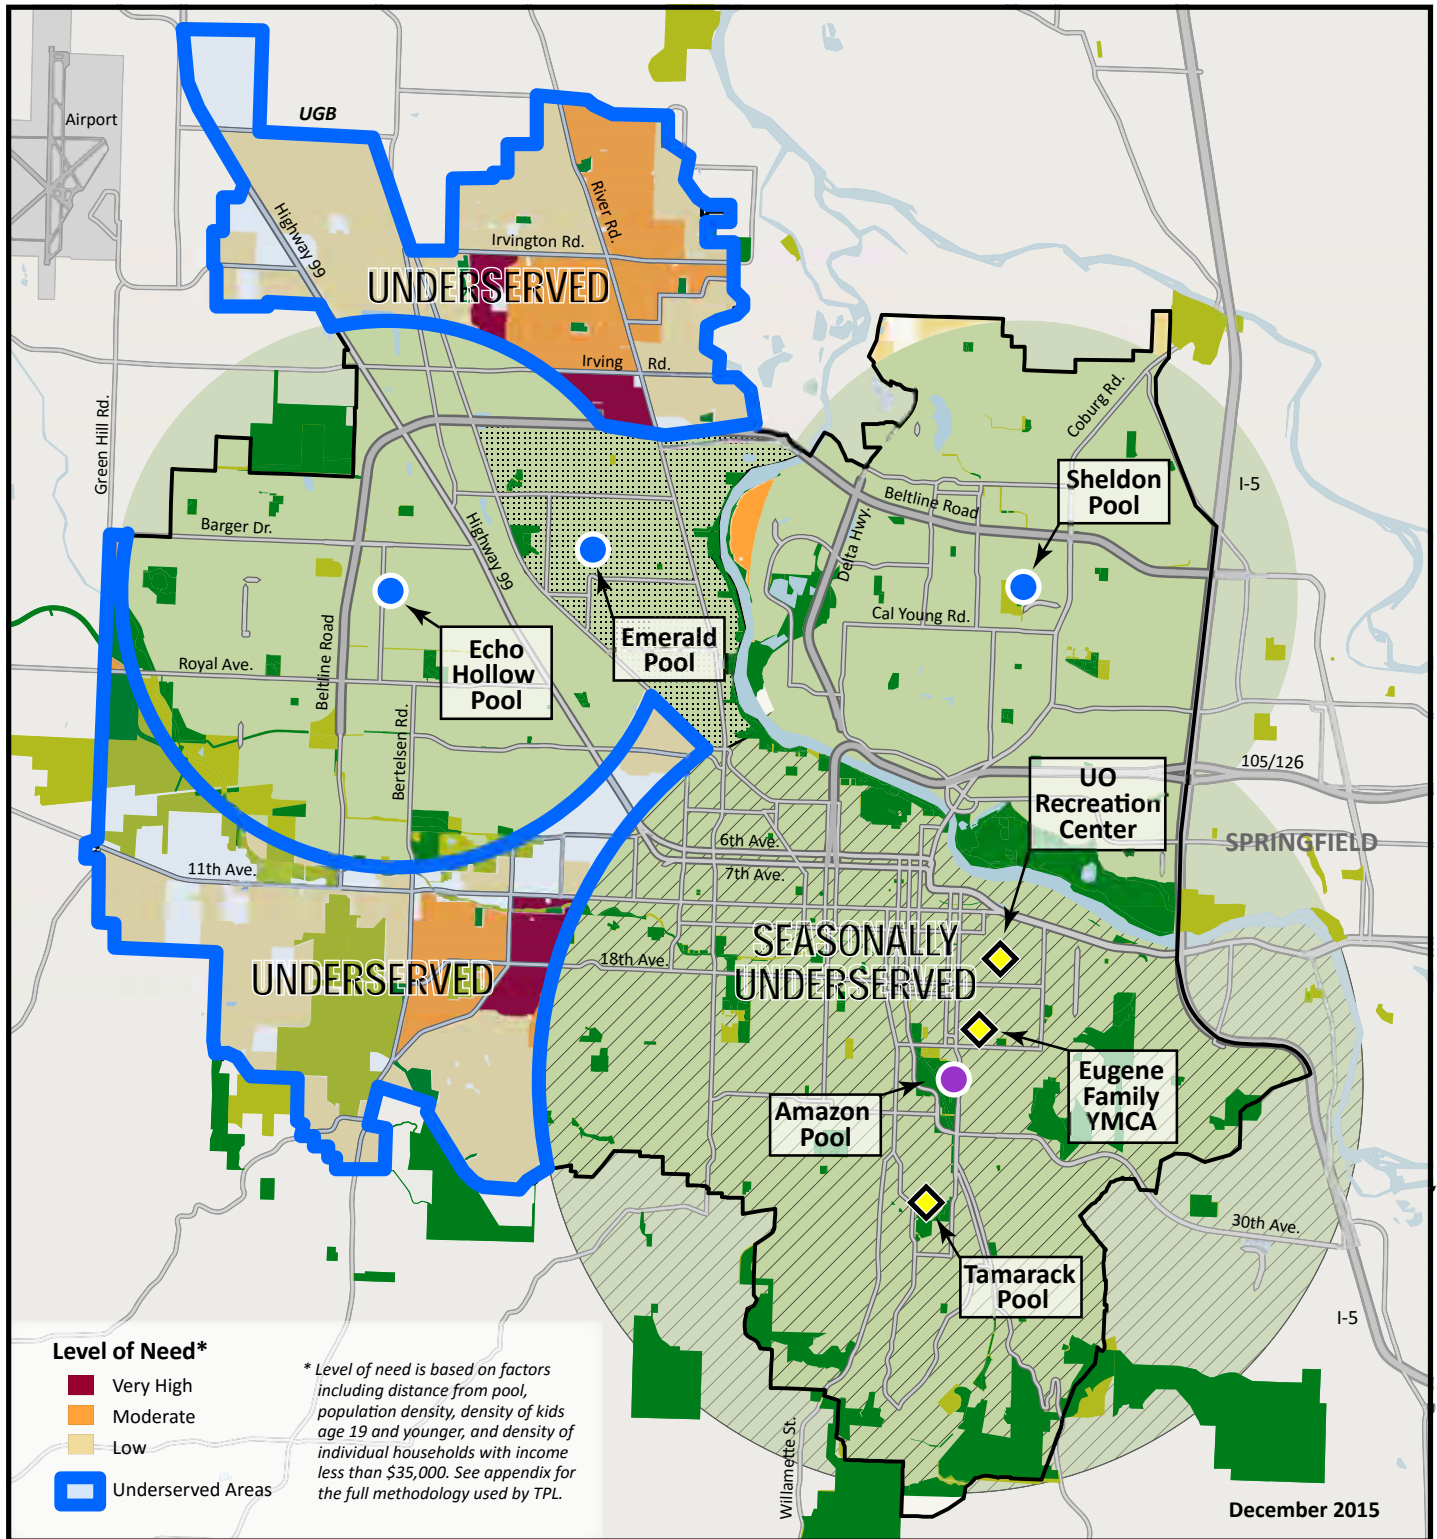 Airport
UGB
Highway 99
River Rd.
Irvington Rd.
UNDERSERVED
Irving Rd.
Green Hill Rd.
Coburg Rd.
Sheldon
Pool
I-5
Beltline Road
Barger Dr.
Highway 99
Delta Hwy.
Cal Young Rd.
Emerald
Pool
Echo
Hollow
Pool
Royal Ave.
Beltline Road
Bertelsen Rd.
105/126
UO
Recreation
Center
SPRINGFIELD
6th Ave.
7th Ave.
11th Ave.
SEASONALLY
UNDERSERVED
18th Ave.
UNDERSERVED
Eugene
Family
YMCA
Amazon
Pool
30th Ave.
Tamarack
Pool
I-5
Willamette St.
Level of Need*
Very High
Moderate
Low
Underserved Areas
* Level of need is based on factors
including distance from pool,
population density, density of kids
age 19 and younger, and density of
individual households with income
less than $35,000. See appendix for
the full methodology used by TPL.
December 2015